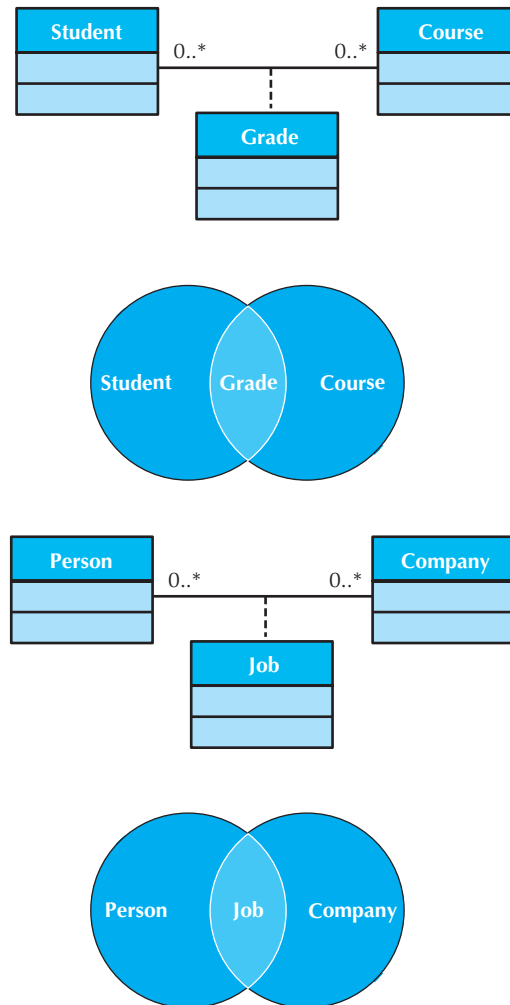 Student
Course
0..*
0..*
Grade
Student
Grade
Course
Person
Company
0..*
0..*
Job
Person
Job
Company